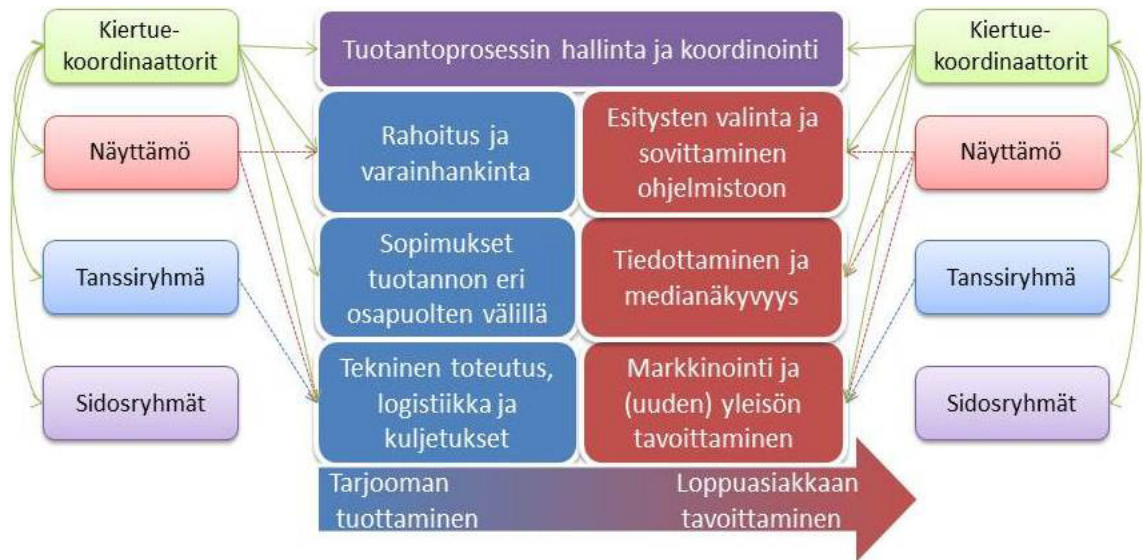 Kiertue-
koordinaattorit
Näyttämö
Tanssiryhmä
Sidosryhmät
Tuotantoprosessin hallinta ja koordinointi
Rahoitus ja
varainhankinta
Esitysten valinta ja
sovittaminen
ohjelmistoon
Sopimukset
tuotannon eri
osapuolten välillä
Tiedottaminen ja
medianäkyvyys
Tekninen toteutus,
logistiikka ja
kuljetukset
Markkinointi ja
(uuden) yleisön
tavoittaminen
Tarjooman
tuottaminen
Loppuasiakkaan
tavoittaminen
Kiertue-
koordinaattorit
Näyttämö
Tanssiryhmä
Sidosryhmät